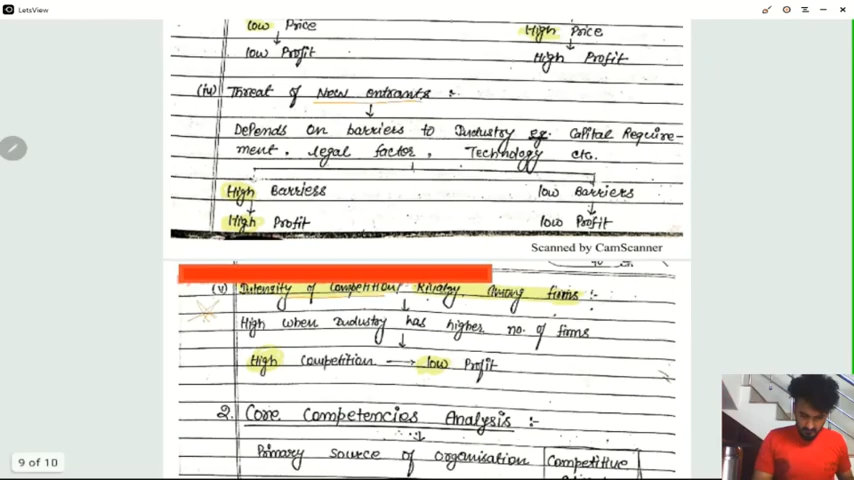 LetsView
low Price
High Price
low Profit
High Profit
(iv) Threat of New entrants :-
Depends on barriers to Industry eg. Capital Require-
ment, legal factor, Technology etc.
High Barriers
low Barriers
High Profit
low Profit
Scanned by CamScanner
(v) Intensity of Competition/ Rivalry Among firms :-
High when Industry has higher no. of firms
High Competition → low Profit
2. Core Competencies Analysis :-
Primary source of organisation
Competitive
9 of 10